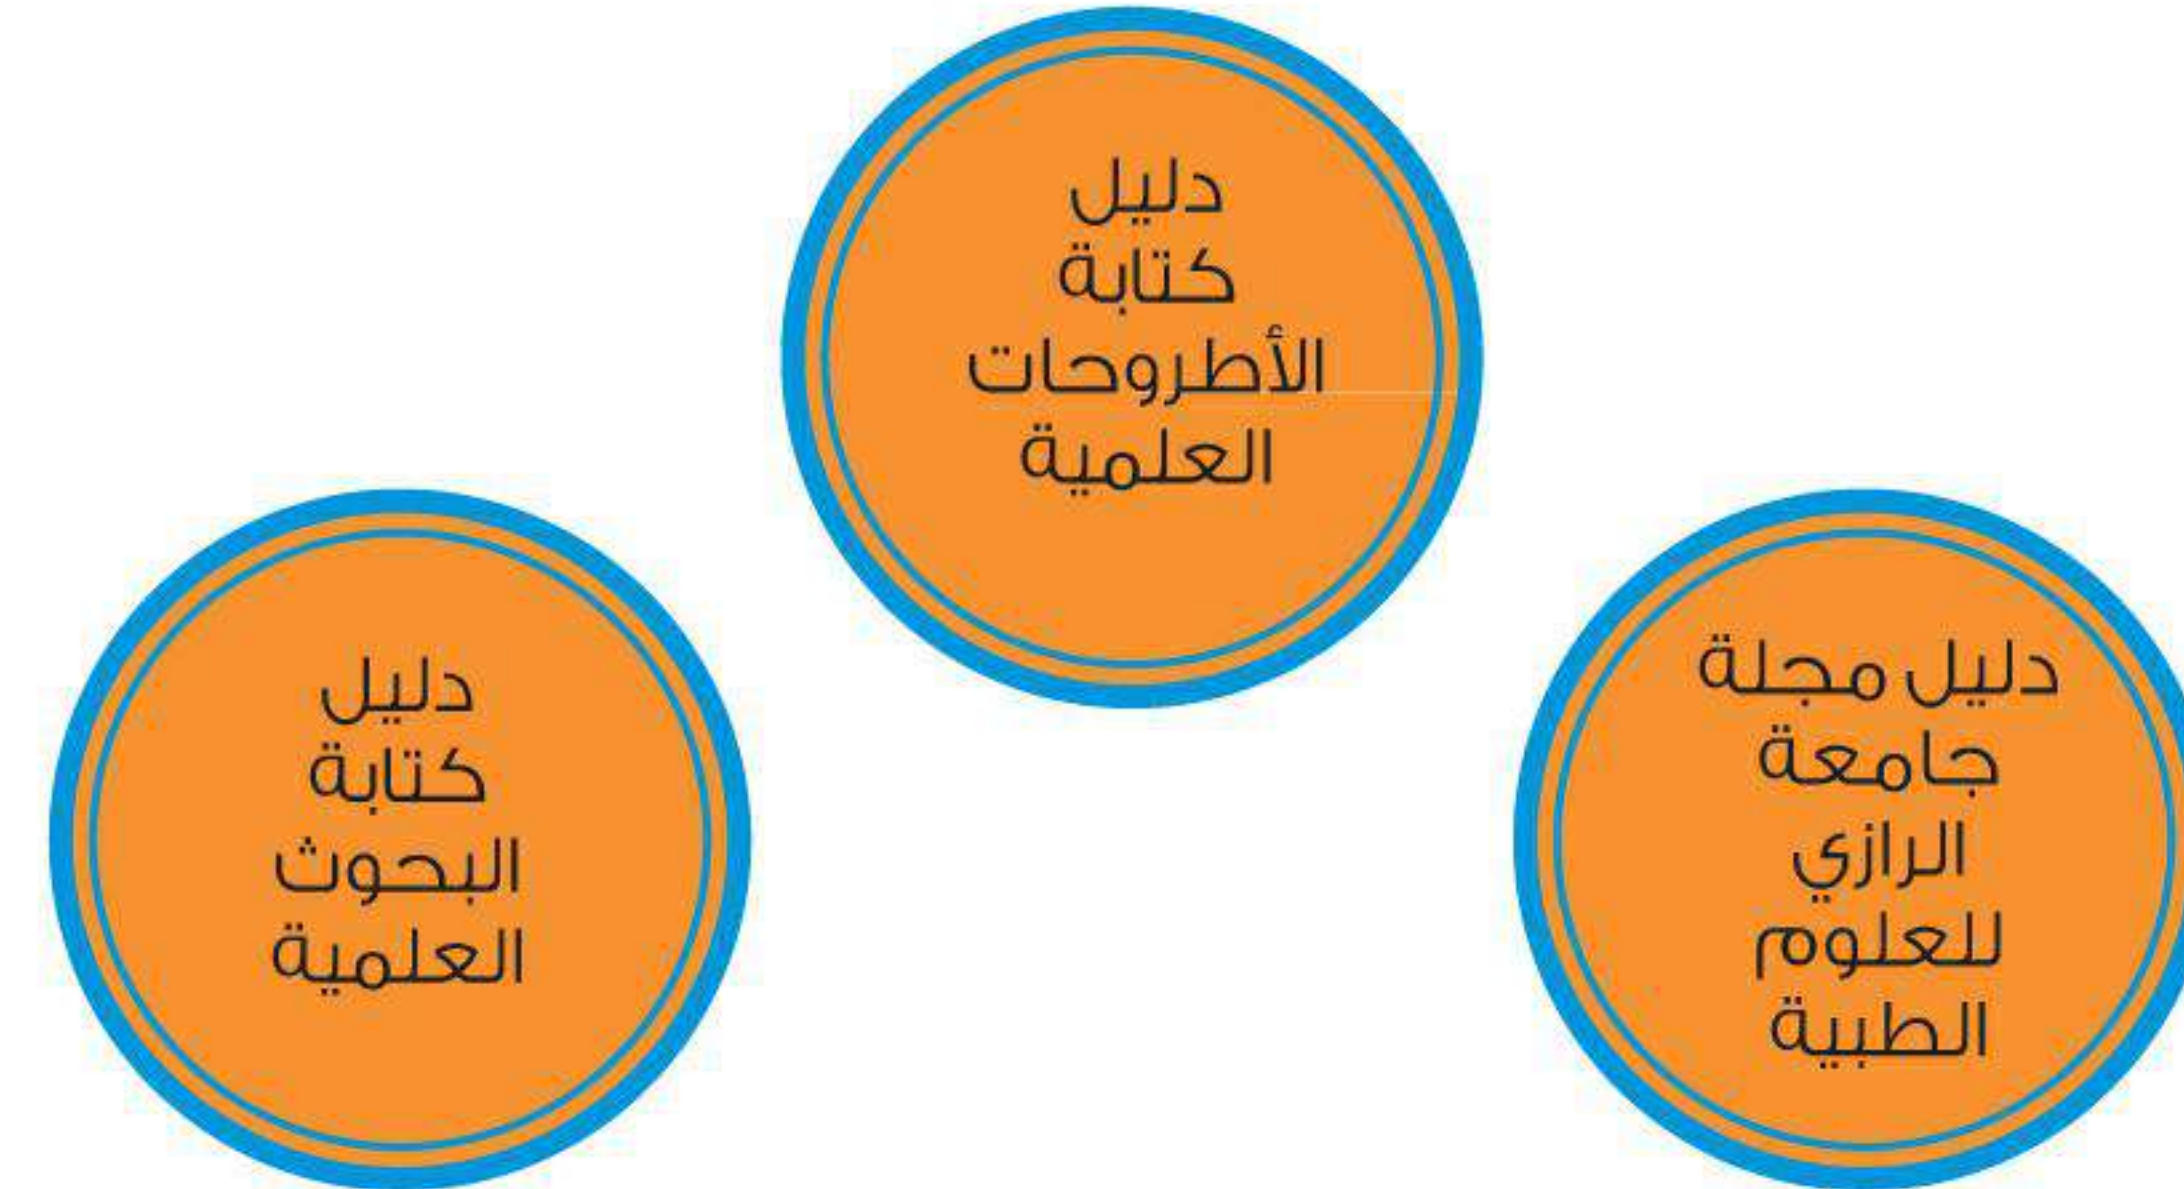 دليل
كتابة
الأطروحات
العلمية
دليل مجلة
جامعة
الرازي
للعلوم
الطبية
دليل
كتابة
البحوث
العلمية